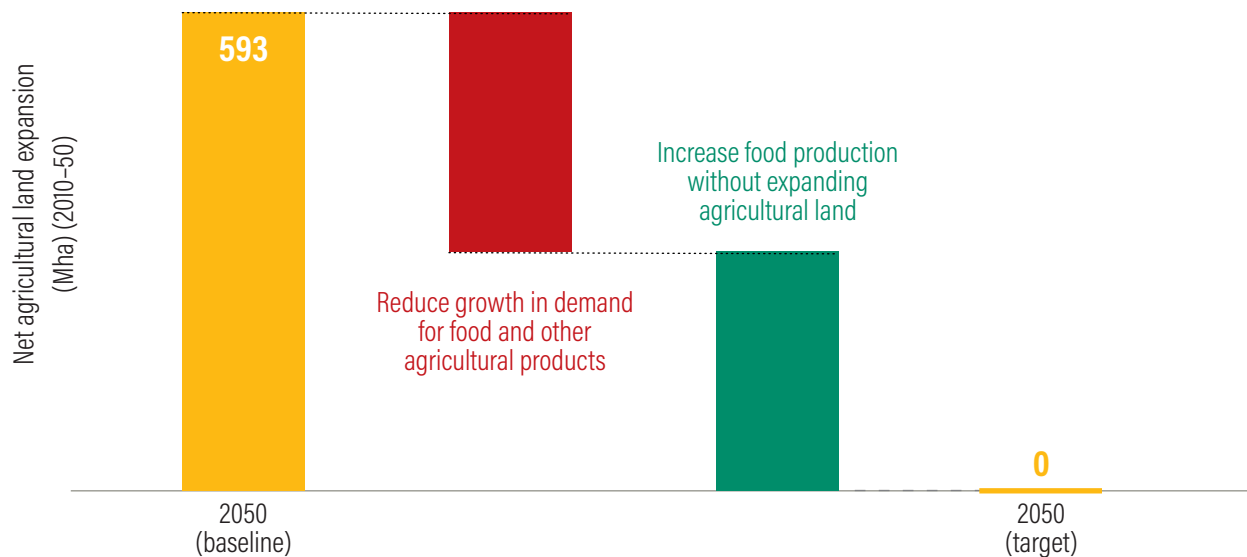 Net agricultural land expansion
(Mha) (2010–50)
593
Reduce growth in demand
for food and other
agricultural products
Increase food production
without expanding
agricultural land
0
2050
(baseline)
2050
(target)